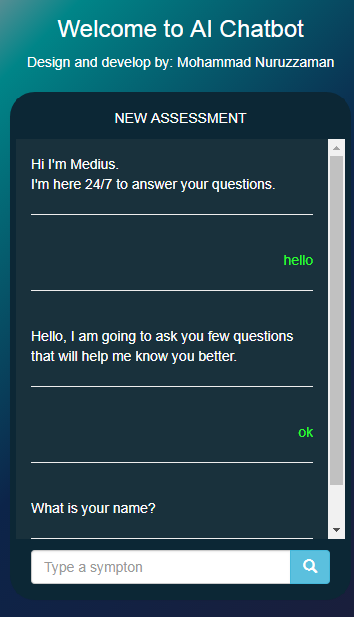 Welcome to AI Chatbot
Design and develop by: Mohammad Nuruzzaman
NEW ASSESSMENT
Hi I'm Medius.
I'm here 24/7 to answer your questions.
hello
Hello, I am going to ask you few questions
that will help me know you better.
ok
What is your name?
Type a sympton